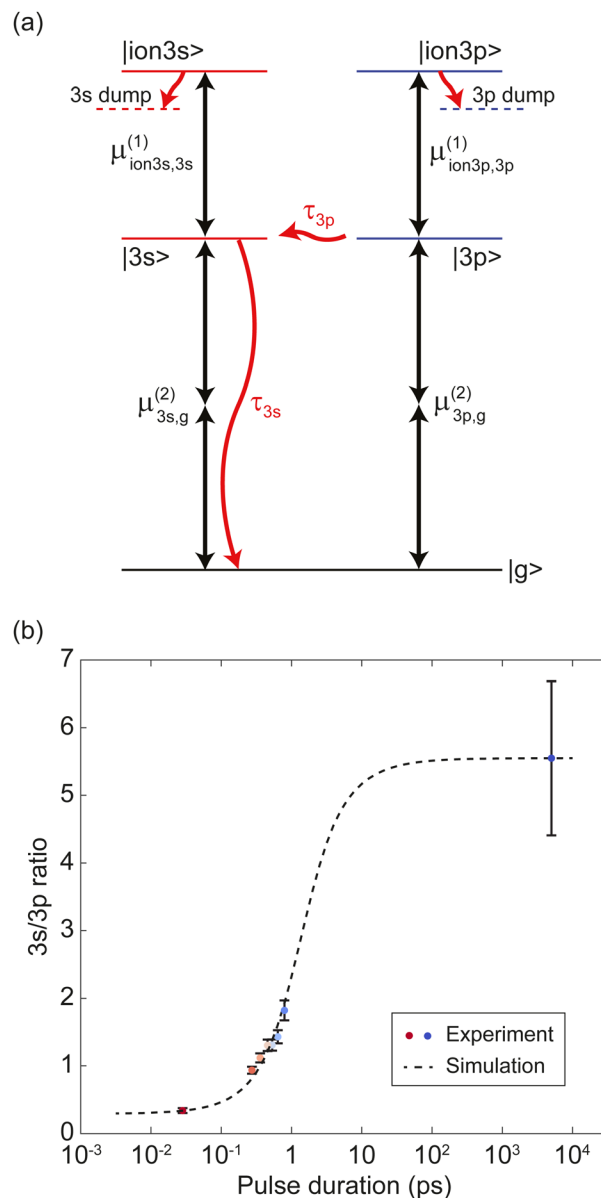 (a)
|ion3s> |ion3p>
3s dump 3p dump
μ(1)ion3s,3s μ(1)ion3p,3p
τ3p
|3s> |3p>
μ(2)3s,g τ3s μ(2)3p,g
|g>
(b)
7
6
5
4
3
2
1
0
3s/3p ratio
Experiment
Simulation
10-3 10-2 10-1 1 101 102 103 104
Pulse duration (ps)